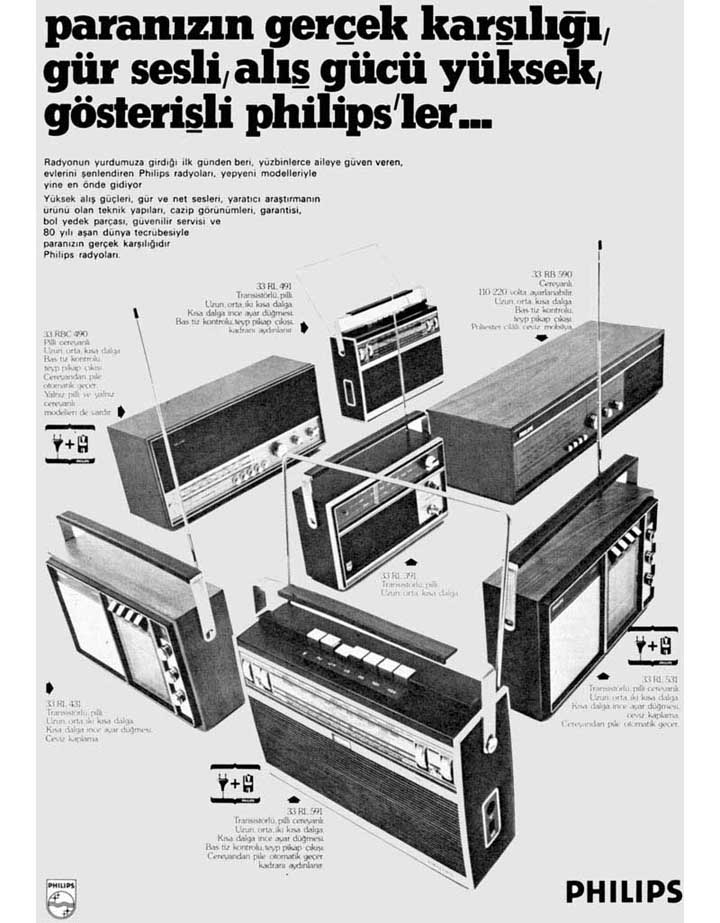 paranızın gerçek karşılığı,
gür sesli, alış gücü yüksek,
gösterişli philips'ler...
Radyonun yurdumuza girdiği ilk günden beri, yüzbinlerce aileye güven veren,
evlerini şenlendiren Philips radyoları, yepyeni modelleriyle
yine en önde gidiyor
Yüksek alış güçleri, gür ve net sesleri, yaratıcı araştırmanın
ürünü olan teknik yapıları, cazip görünümleri, garantisi,
bol yedek parçası, güvenilir servisi ve
80 yılı aşan dünya tecrübesiyle
paranızın gerçek karşılığıdır
Philips radyoları.
33 RL 491
Transistörlü, pilli
Uzun, orta, iki kısa dalga
Kısa dalga ince ayar düğmesi
Bas tiz kontrolu, teyp pikap çıkışı,
kadranı aydınlanır
33 RB 590
Cereyanlı
110-220 volta ayarlanabilir
Uzun, orta, kısa dalga
Bas tiz kontrolu,
teyp pikap çıkışı
Poliester cilâlı ceviz mobilya
33 RBC 490
Pilli cereyanlı
Uzun, orta, kısa dalga
Bas tiz kontrolu,
teyp pikap çıkışı
Cereyandan pile
otomatik geçer
Yalnız pilli ve yalnız
cereyanlı
modelleri de vardır
33 RL 391
Transistörlü, pilli
Uzun, orta, kısa dalga
33 RL 431
Transistörlü, pilli
Uzun, orta, iki kısa dalga
Kısa dalga ince ayar düğmesi
Ceviz kaplama
33 RL 531
Transistörlü, pilli cereyanlı
Uzun, orta, iki kısa dalga
Kısa dalga ince ayar düğmesi,
ceviz kaplama
Cereyandan pile otomatik geçer
33 RL 591
Transistörlü, pilli cereyanlı
Uzun, orta, iki kısa dalga
Kısa dalga ince ayar düğmesi
Bas tiz kontrolu, teyp pikap çıkışı
Cereyandan pile otomatik geçer
kadranı aydınlanır
PHILIPS
PHILIPS